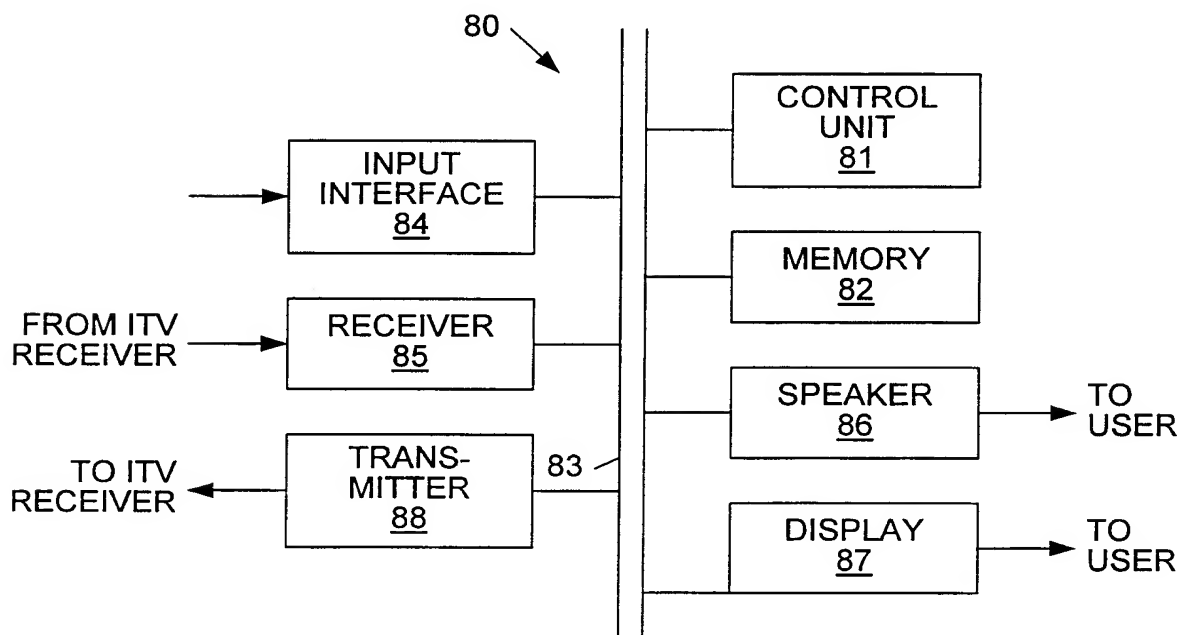 80
CONTROL
UNIT
81
INPUT
INTERFACE
84
MEMORY
82
FROM ITV
RECEIVER
RECEIVER
85
SPEAKER
86
TO
USER
TO ITV
RECEIVER
TRANS-
MITTER
88
83
DISPLAY
87
TO
USER